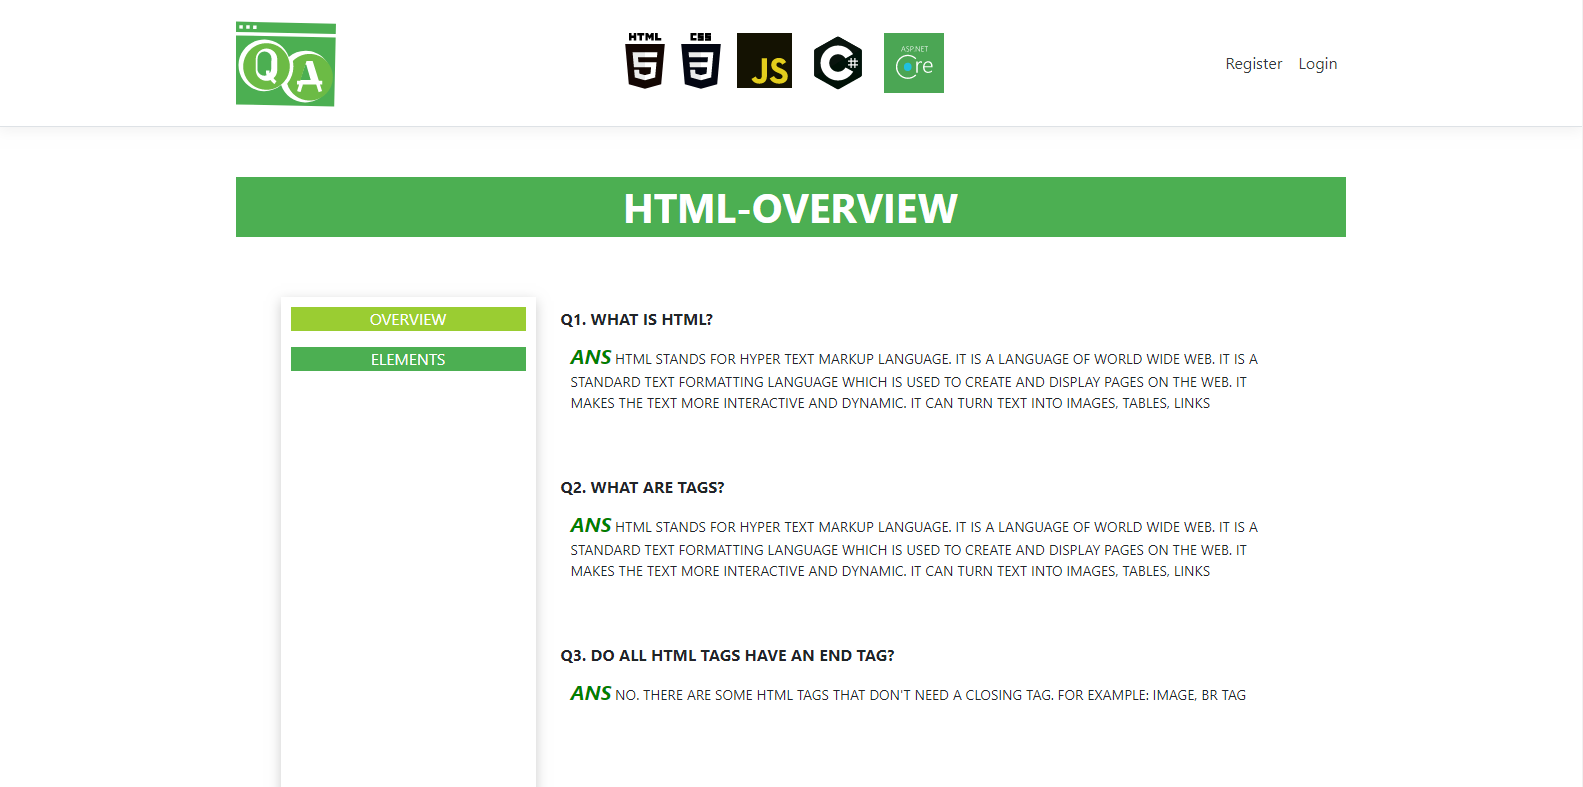 QA
HTML
5
CSS
3
JS
C#
ASP.NET
Core
Register Login
HTML-OVERVIEW
OVERVIEW
ELEMENTS
Q1. WHAT IS HTML?
ANS HTML STANDS FOR HYPER TEXT MARKUP LANGUAGE. IT IS A LANGUAGE OF WORLD WIDE WEB. IT IS A
STANDARD TEXT FORMATTING LANGUAGE WHICH IS USED TO CREATE AND DISPLAY PAGES ON THE WEB. IT
MAKES THE TEXT MORE INTERACTIVE AND DYNAMIC. IT CAN TURN TEXT INTO IMAGES, TABLES, LINKS
Q2. WHAT ARE TAGS?
ANS HTML STANDS FOR HYPER TEXT MARKUP LANGUAGE. IT IS A LANGUAGE OF WORLD WIDE WEB. IT IS A
STANDARD TEXT FORMATTING LANGUAGE WHICH IS USED TO CREATE AND DISPLAY PAGES ON THE WEB. IT
MAKES THE TEXT MORE INTERACTIVE AND DYNAMIC. IT CAN TURN TEXT INTO IMAGES, TABLES, LINKS
Q3. DO ALL HTML TAGS HAVE AN END TAG?
ANS NO. THERE ARE SOME HTML TAGS THAT DON'T NEED A CLOSING TAG. FOR EXAMPLE: IMAGE, BR TAG